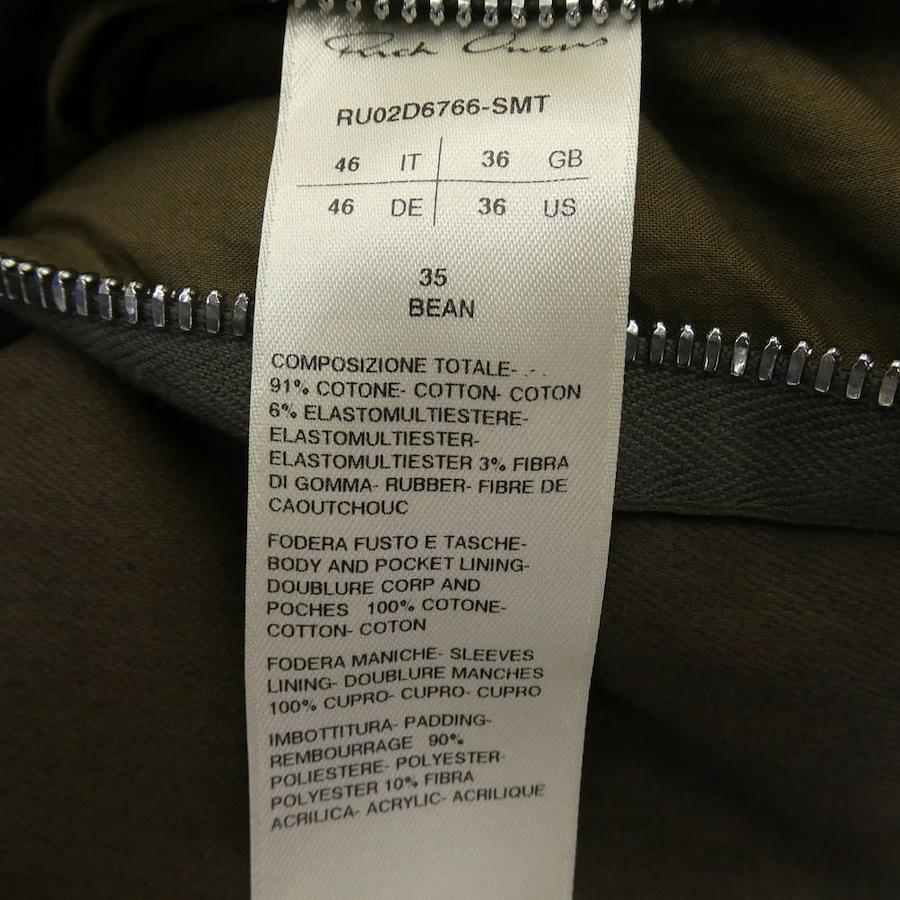 Rick Owens
RU02D6766-SMT
46 IT 36 GB
46 DE 36 US
35
BEAN
COMPOSIZIONE TOTALE-
91% COTONE- COTTON- COTON
6% ELASTOMULTIESTERE-
ELASTOMULTIESTER-
ELASTOMULTIESTER 3% FIBRA
DI GOMMA- RUBBER- FIBRE DE
CAOUTCHOUC
FODERA FUSTO E TASCHE-
BODY AND POCKET LINING-
DOUBLURE CORP AND
POCHES 100% COTONE-
COTTON- COTON
FODERA MANICHE- SLEEVES
LINING- DOUBLURE MANCHES
100% CUPRO- CUPRO- CUPRO
IMBOTTITURA- PADDING-
REMBOURRAGE 90%
POLIESTERE- POLYESTER-
POLYESTER 10% FIBRA
ACRILICA- ACRYLIC- ACRILIQUE